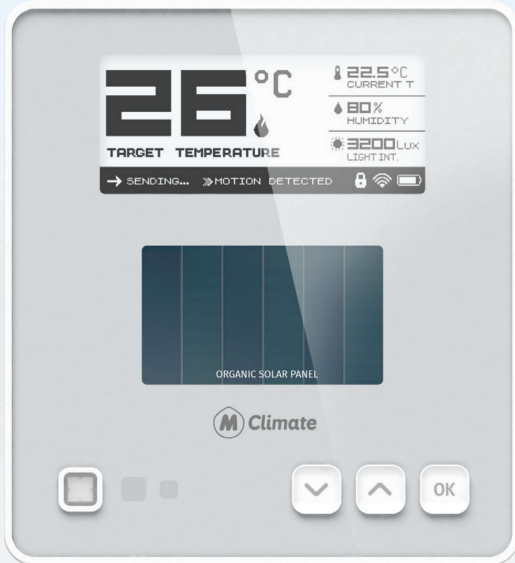 26°C
TARGET TEMPERATURE
22.5°C
CURRENT T
80%
HUMIDITY
3200Lux
LIGHT INT.
→ SENDING... »MOTION DETECTED
ORGANIC SOLAR PANEL
M Climate
OK